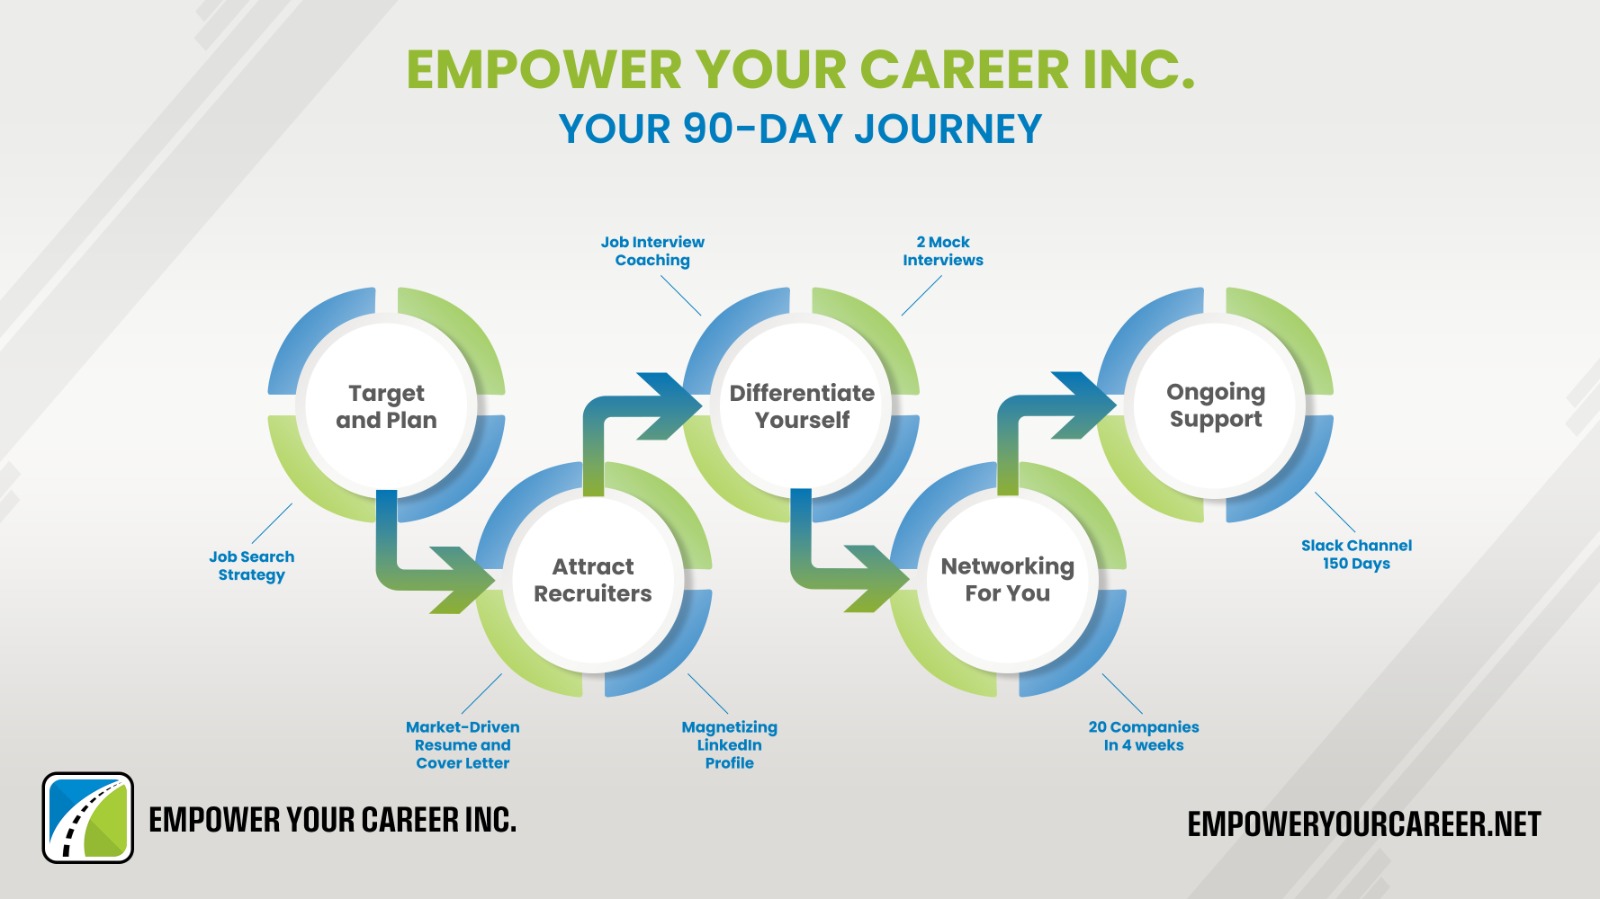 EMPOWER YOUR CAREER INC.
YOUR 90-DAY JOURNEY
Job Interview
Coaching
2 Mock
Interviews
Target
and Plan
Differentiate
Yourself
Ongoing
Support
Job Search
Strategy
Attract
Recruiters
Networking
For You
Slack Channel
150 Days
Market-Driven
Resume and
Cover Letter
Magnetizing
LinkedIn
Profile
20 Companies
In 4 weeks
EMPOWER YOUR CAREER INC.
EMPOWERYOURCAREER.NET